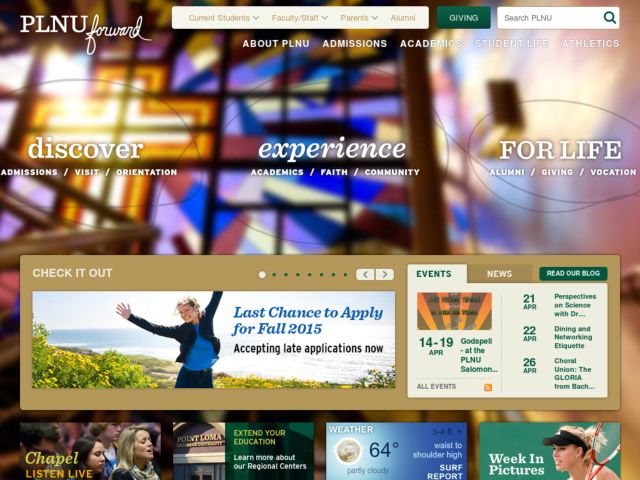 PLNU forward
Current Students Faculty/Staff Parents Alumni GIVING Search PLNU
ABOUT PLNU ADMISSIONS ACADEMICS STUDENT LIFE ATHLETICS
discover
ADMISSIONS / VISIT / ORIENTATION
experience
ACADEMICS / FAITH / COMMUNITY
FOR LIFE
ALUMNI / GIVING / VOCATION
CHECK IT OUT
Last Chance to Apply
for Fall 2015
Accepting late applications now
EVENTS NEWS READ OUR BLOG
14-19
APR
Godspell
- at the
PLNU
Salomon...
ALL EVENTS
21
APR
Perspectives
on Science
with Dr....
22
APR
Dining and
Networking
Etiquette
26
APR
Choral
Union: The
GLORIA
from Bach...
Chapel
LISTEN LIVE
POINT LOMA
EXTEND YOUR
EDUCATION
Learn more about
our Regional Centers
WEATHER
64°
partly cloudy
3-4 ft. +
waist to
shoulder high
SURF
REPORT
Week In
Pictures